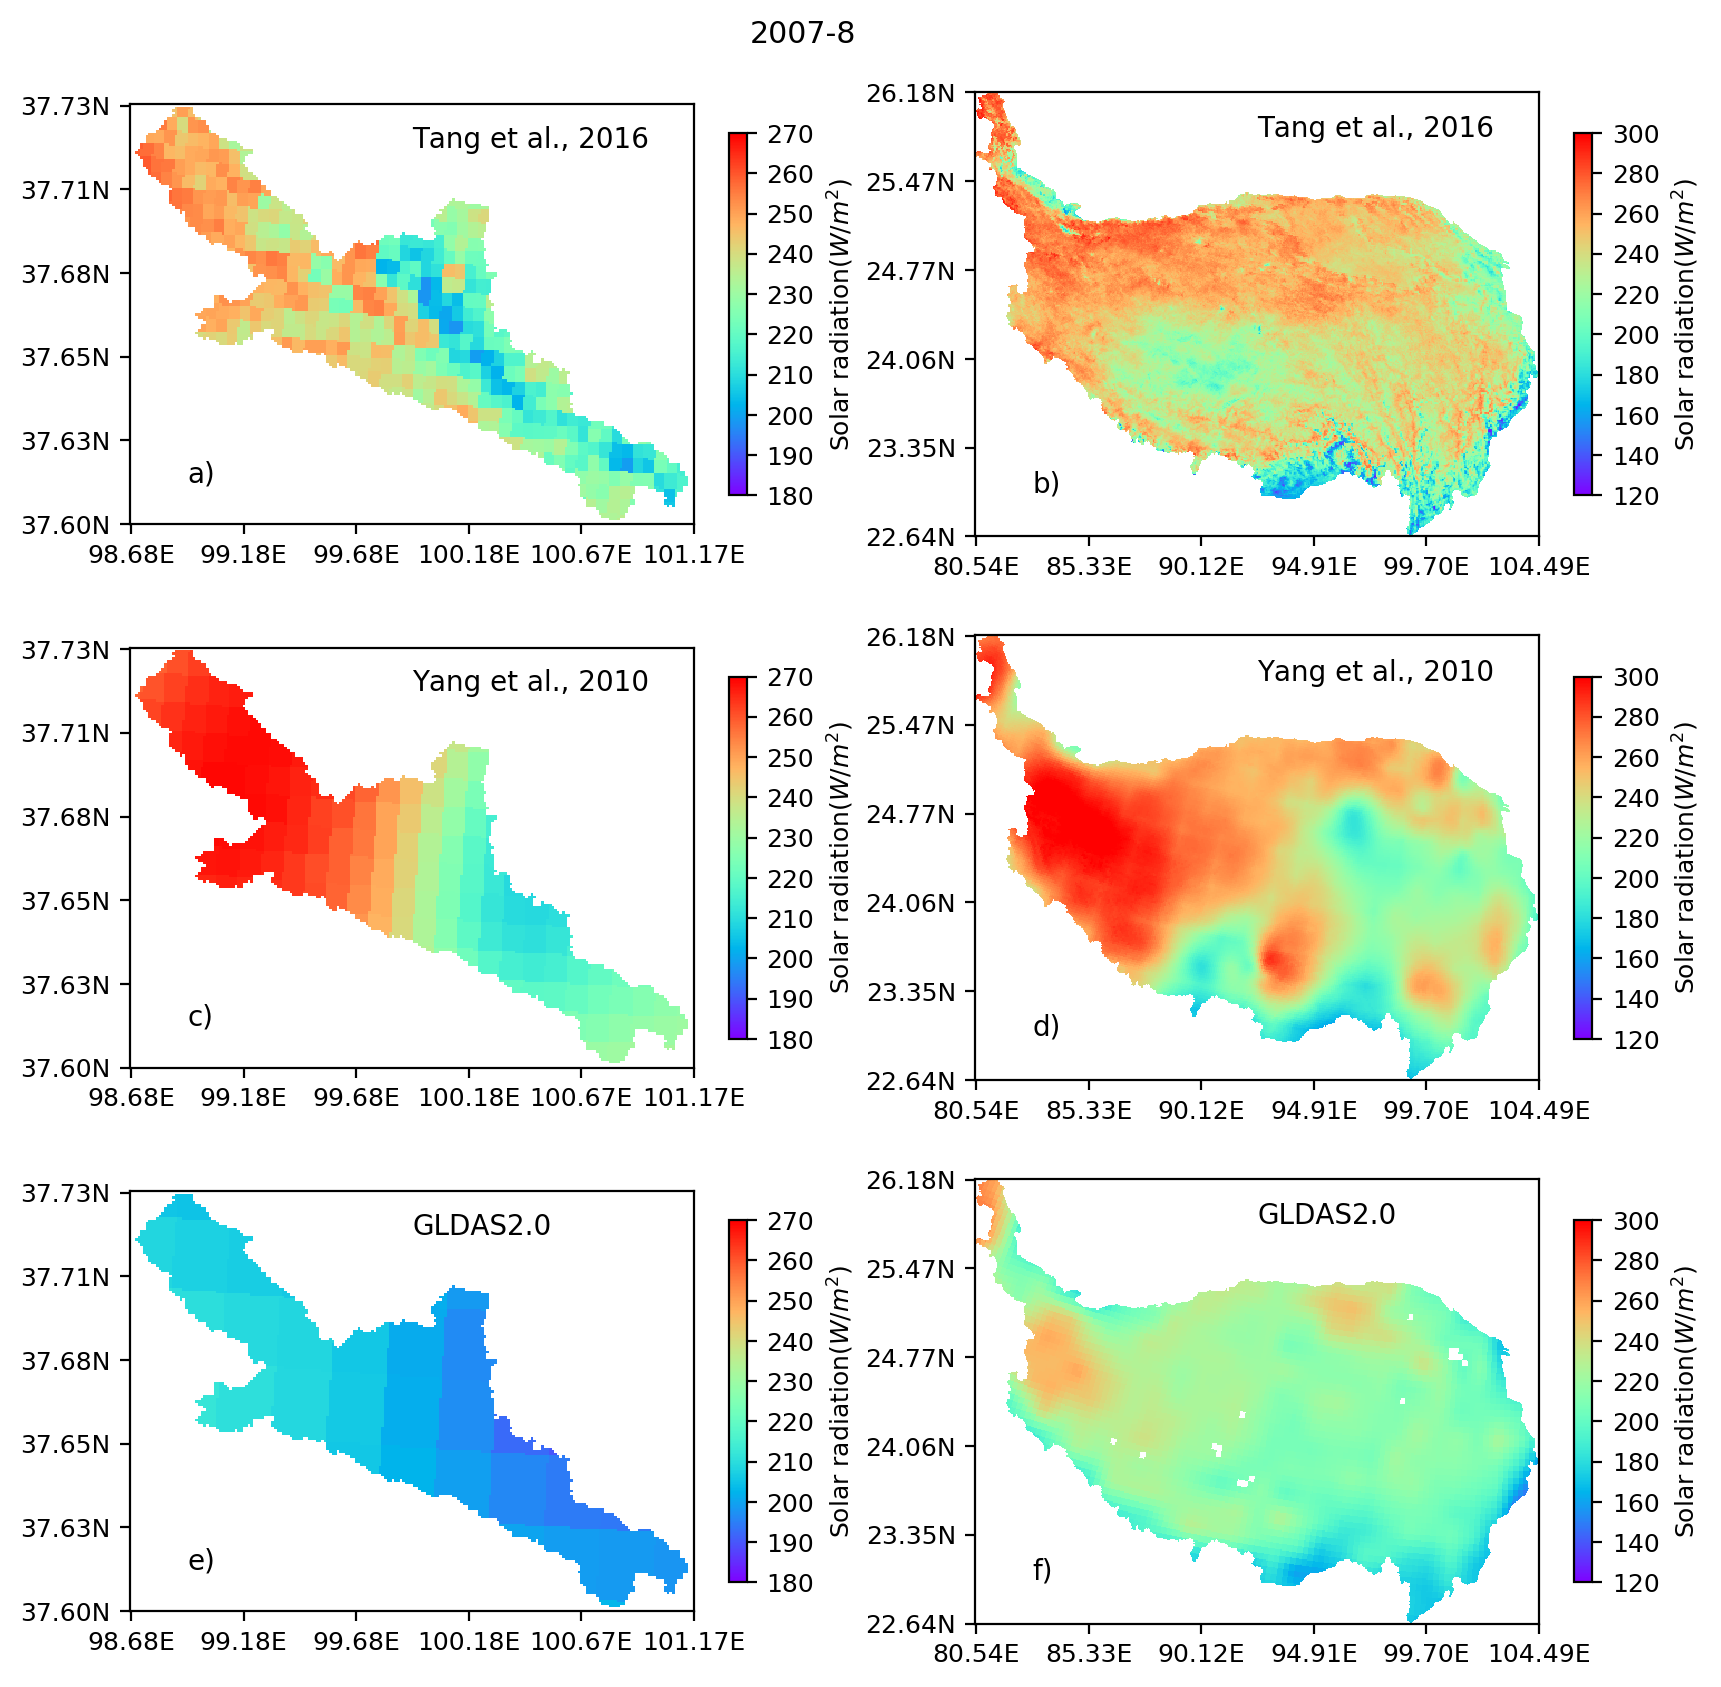 2007-8
Tang et al., 2016
a)
37.73N
37.71N
37.68N
37.65N
37.63N
37.60N
98.68E 99.18E 99.68E 100.18E 100.67E 101.17E
270
260
250
240
230
220
210
200
190
180
Solar radiation(W/m²)
Tang et al., 2016
b)
26.18N
25.47N
24.77N
24.06N
23.35N
22.64N
80.54E 85.33E 90.12E 94.91E 99.70E 104.49E
300
280
260
240
220
200
180
160
140
120
Solar radiation(W/m²)
Yang et al., 2010
c)
37.73N
37.71N
37.68N
37.65N
37.63N
37.60N
98.68E 99.18E 99.68E 100.18E 100.67E 101.17E
270
260
250
240
230
220
210
200
190
180
Solar radiation(W/m²)
Yang et al., 2010
d)
26.18N
25.47N
24.77N
24.06N
23.35N
22.64N
80.54E 85.33E 90.12E 94.91E 99.70E 104.49E
300
280
260
240
220
200
180
160
140
120
Solar radiation(W/m²)
GLDAS2.0
e)
37.73N
37.71N
37.68N
37.65N
37.63N
37.60N
98.68E 99.18E 99.68E 100.18E 100.67E 101.17E
270
260
250
240
230
220
210
200
190
180
Solar radiation(W/m²)
GLDAS2.0
f)
26.18N
25.47N
24.77N
24.06N
23.35N
22.64N
80.54E 85.33E 90.12E 94.91E 99.70E 104.49E
300
280
260
240
220
200
180
160
140
120
Solar radiation(W/m²)